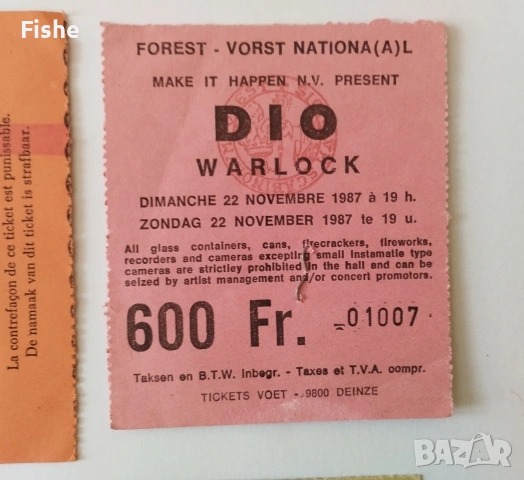 Fishe
La contrefaçon de ce ticket est punissable.
De namaak van dit ticket is strafbaar.
FOREST - VORST NATIONA(A)L
MAKE IT HAPPEN N.V. PRESENT
DIO
WARLOCK
DIMANCHE 22 NOVEMBRE 1987 à 19 h.
ZONDAG 22 NOVEMBER 1987 te 19 u.
All glass containers, cans, firecrackers, fireworks,
recorders and cameras excepling small instamatie type
cameras are strictley prohibited in the hall and can be
seized by artist management and/or concert promotors.
600 Fr. 01007
Taksen en B.T.W. inbegr. - Taxes et T.V.A. compr.
TICKETS VOET - 9800 DEINZE
BAZAR